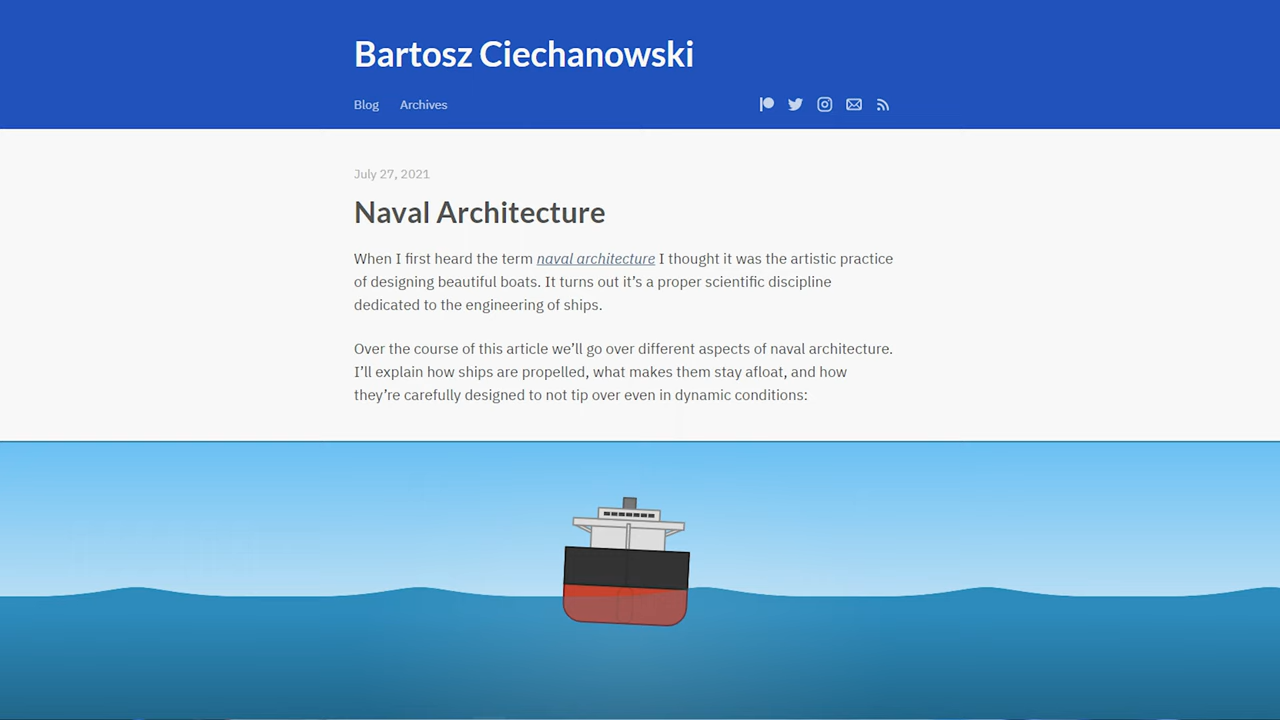 Bartosz Ciechanowski
Blog Archives
July 27, 2021
Naval Architecture
When I first heard the term naval architecture I thought it was the artistic practice
of designing beautiful boats. It turns out it’s a proper scientific discipline
dedicated to the engineering of ships.
Over the course of this article we’ll go over different aspects of naval architecture.
I’ll explain how ships are propelled, what makes them stay afloat, and how
they’re carefully designed to not tip over even in dynamic conditions: